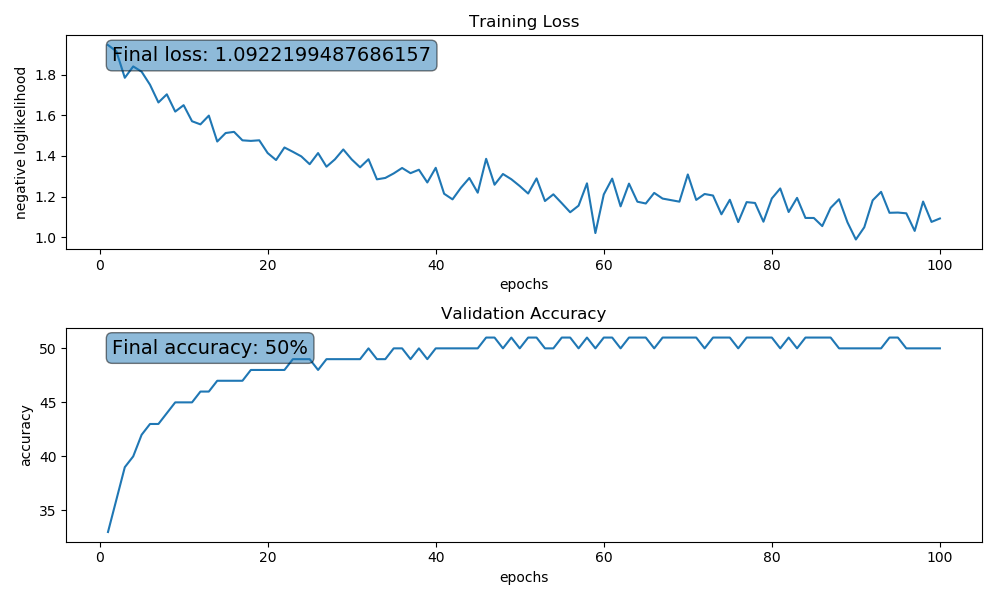 Training Loss
Final loss: 1.0922199487686157
negative loglikelihood
1.8
1.6
1.4
1.2
1.0
0 20 40 60 80 100
epochs
Validation Accuracy
Final accuracy: 50%
accuracy
50
45
40
35
0 20 40 60 80 100
epochs